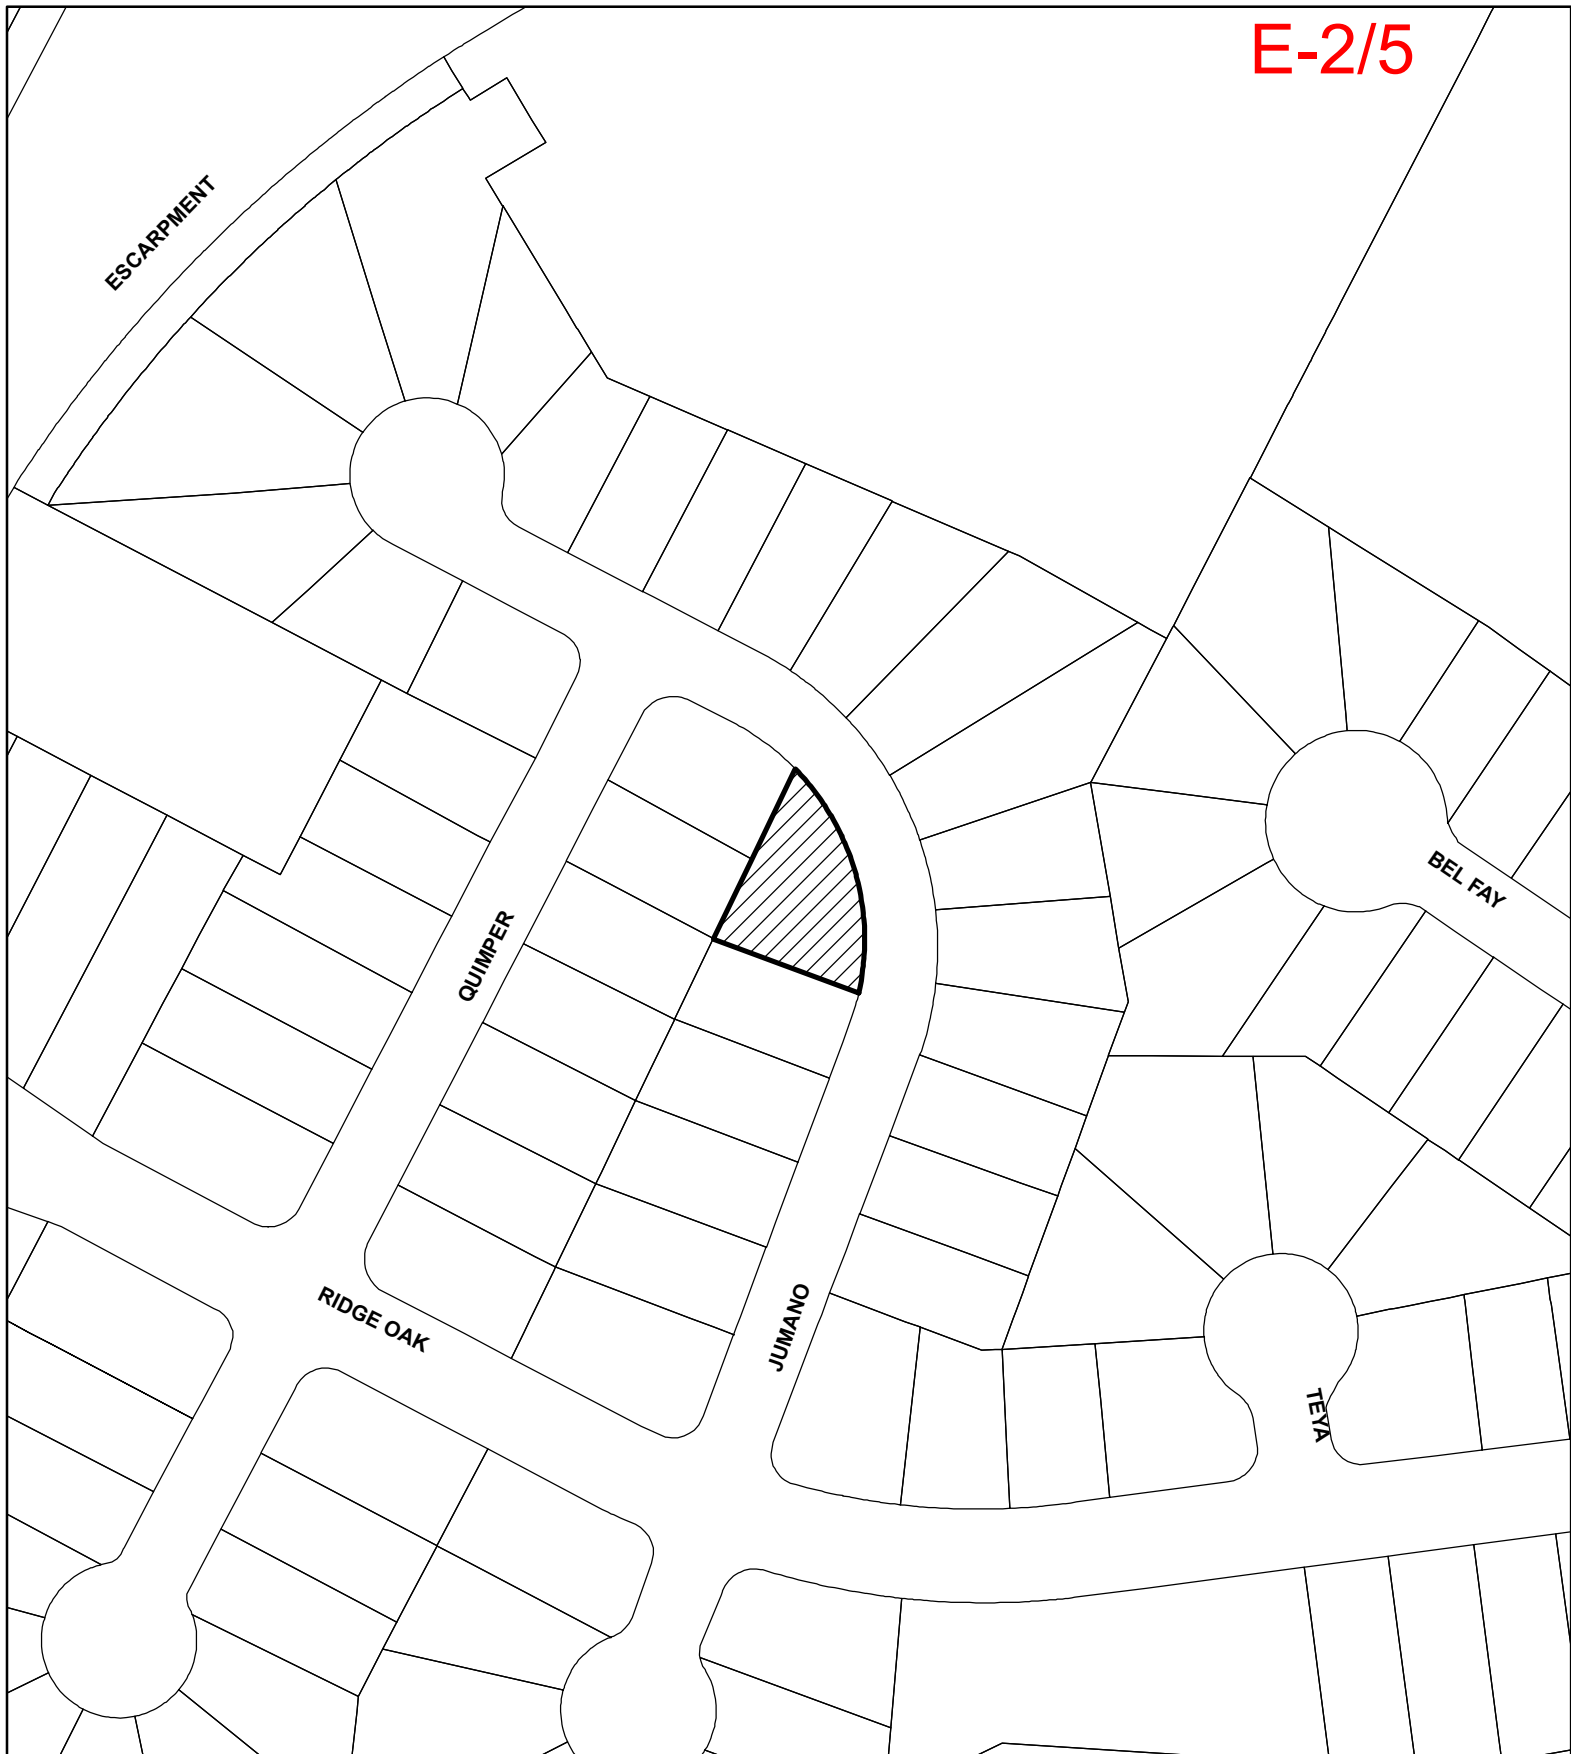 E-2/5
ESCARPMENT
BEL FAY
QUIMPER
RIDGE OAK
JUMANO
TEYA